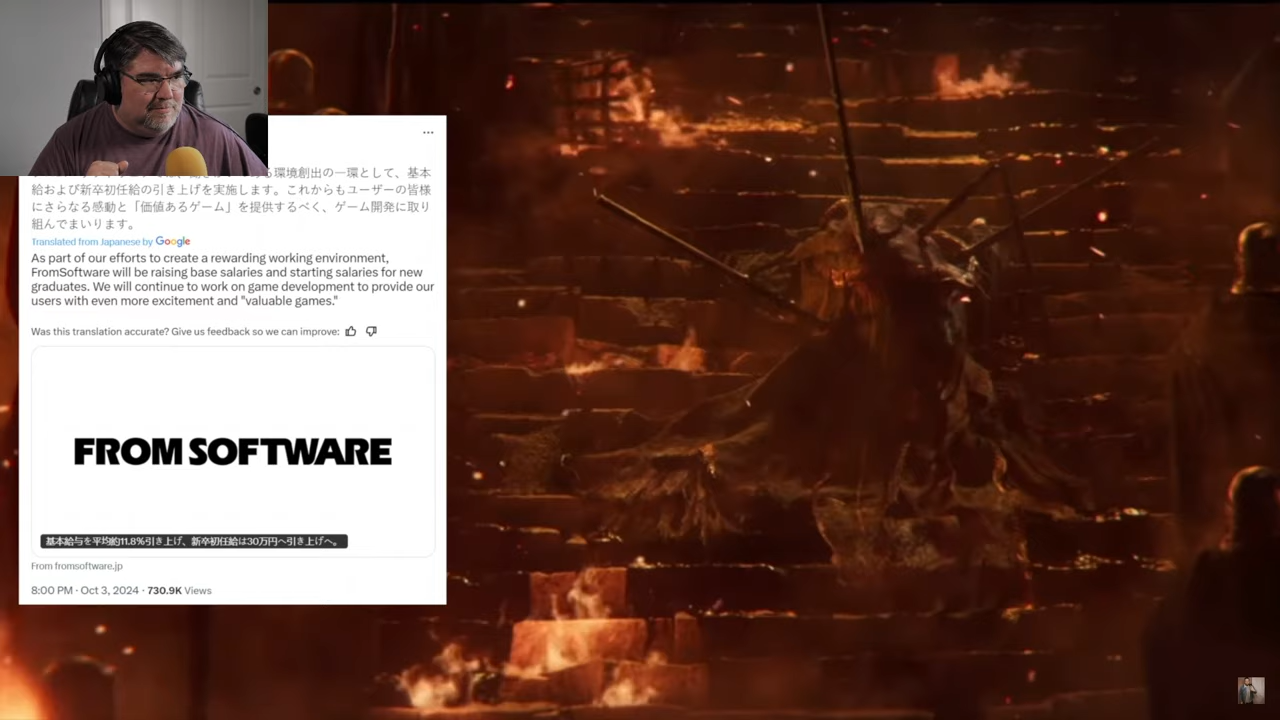 環境創出の一環として、基本
給および新卒初任給の引き上げを実施します。これからもユーザーの皆様
にさらなる感動と「価値あるゲーム」を提供するべく、ゲーム開発に取り
組んでまいります。
Translated from Japanese by Google
As part of our efforts to create a rewarding working environment,
FromSoftware will be raising base salaries and starting salaries for new
graduates. We will continue to work on game development to provide our
users with even more excitement and "valuable games."
Was this translation accurate? Give us feedback so we can improve:
FROMSOFTWARE
基本給与を平均約11.8%引き上げ、新卒初任給は30万円へ引き上げへ。
From fromsoftware.jp
8:00 PM · Oct 3, 2024 · 730.9K Views